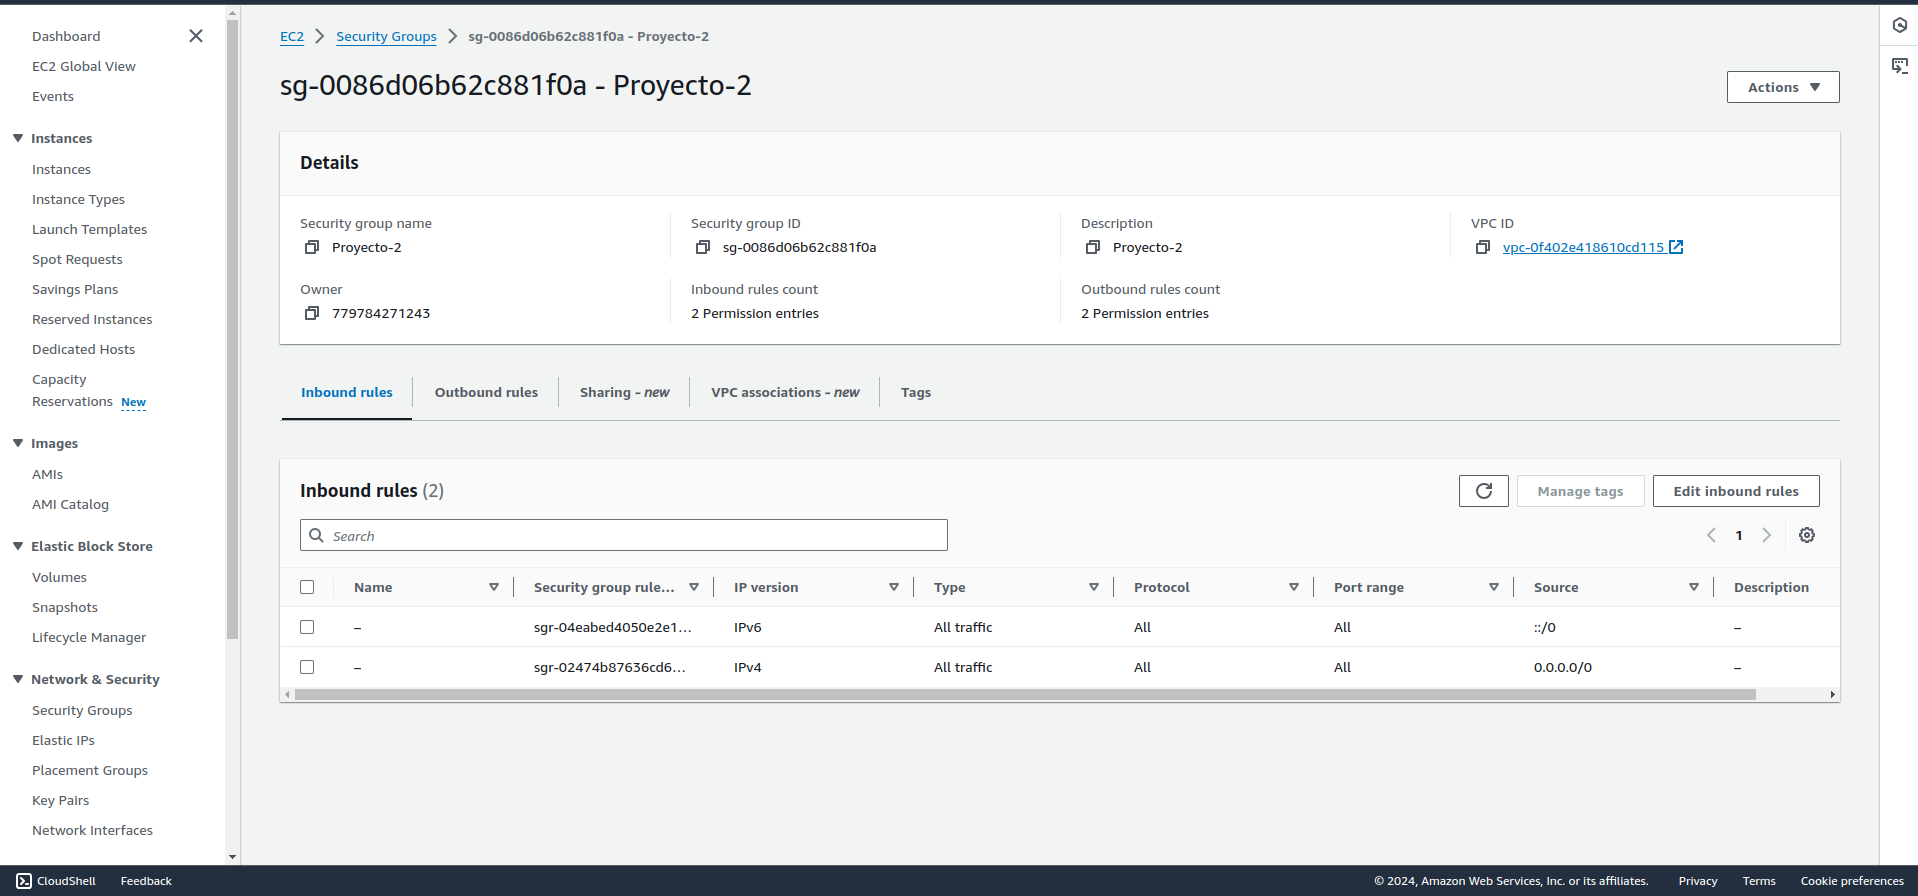 Dashboard
EC2 Global View
Events
Instances
Instances
Instance Types
Launch Templates
Spot Requests
Savings Plans
Reserved Instances
Dedicated Hosts
Capacity
Reservations New
Images
AMIs
AMI Catalog
Elastic Block Store
Volumes
Snapshots
Lifecycle Manager
Network & Security
Security Groups
Elastic IPs
Placement Groups
Key Pairs
Network Interfaces
EC2 Security Groups sg-0086d06b62c881f0a - Proyecto-2
sg-0086d06b62c881f0a - Proyecto-2
Actions
Details
Security group name Security group ID Description VPC ID
Proyecto-2 sg-0086d06b62c881f0a Proyecto-2 vpc-0f402e418610cd115
Owner Inbound rules count Outbound rules count
779784271243 2 Permission entries 2 Permission entries
Inbound rules Outbound rules Sharing - new VPC associations - new Tags
Inbound rules (2) Manage tags Edit inbound rules
Search 1
Name Security group rule... IP version Type Protocol Port range Source Description
– sgr-04eabed4050e2e1... IPv6 All traffic All All ::/0 –
– sgr-02474b87636cd6... IPv4 All traffic All All 0.0.0.0/0 –
CloudShell Feedback © 2024, Amazon Web Services, Inc. or its affiliates. Privacy Terms Cookie preferences